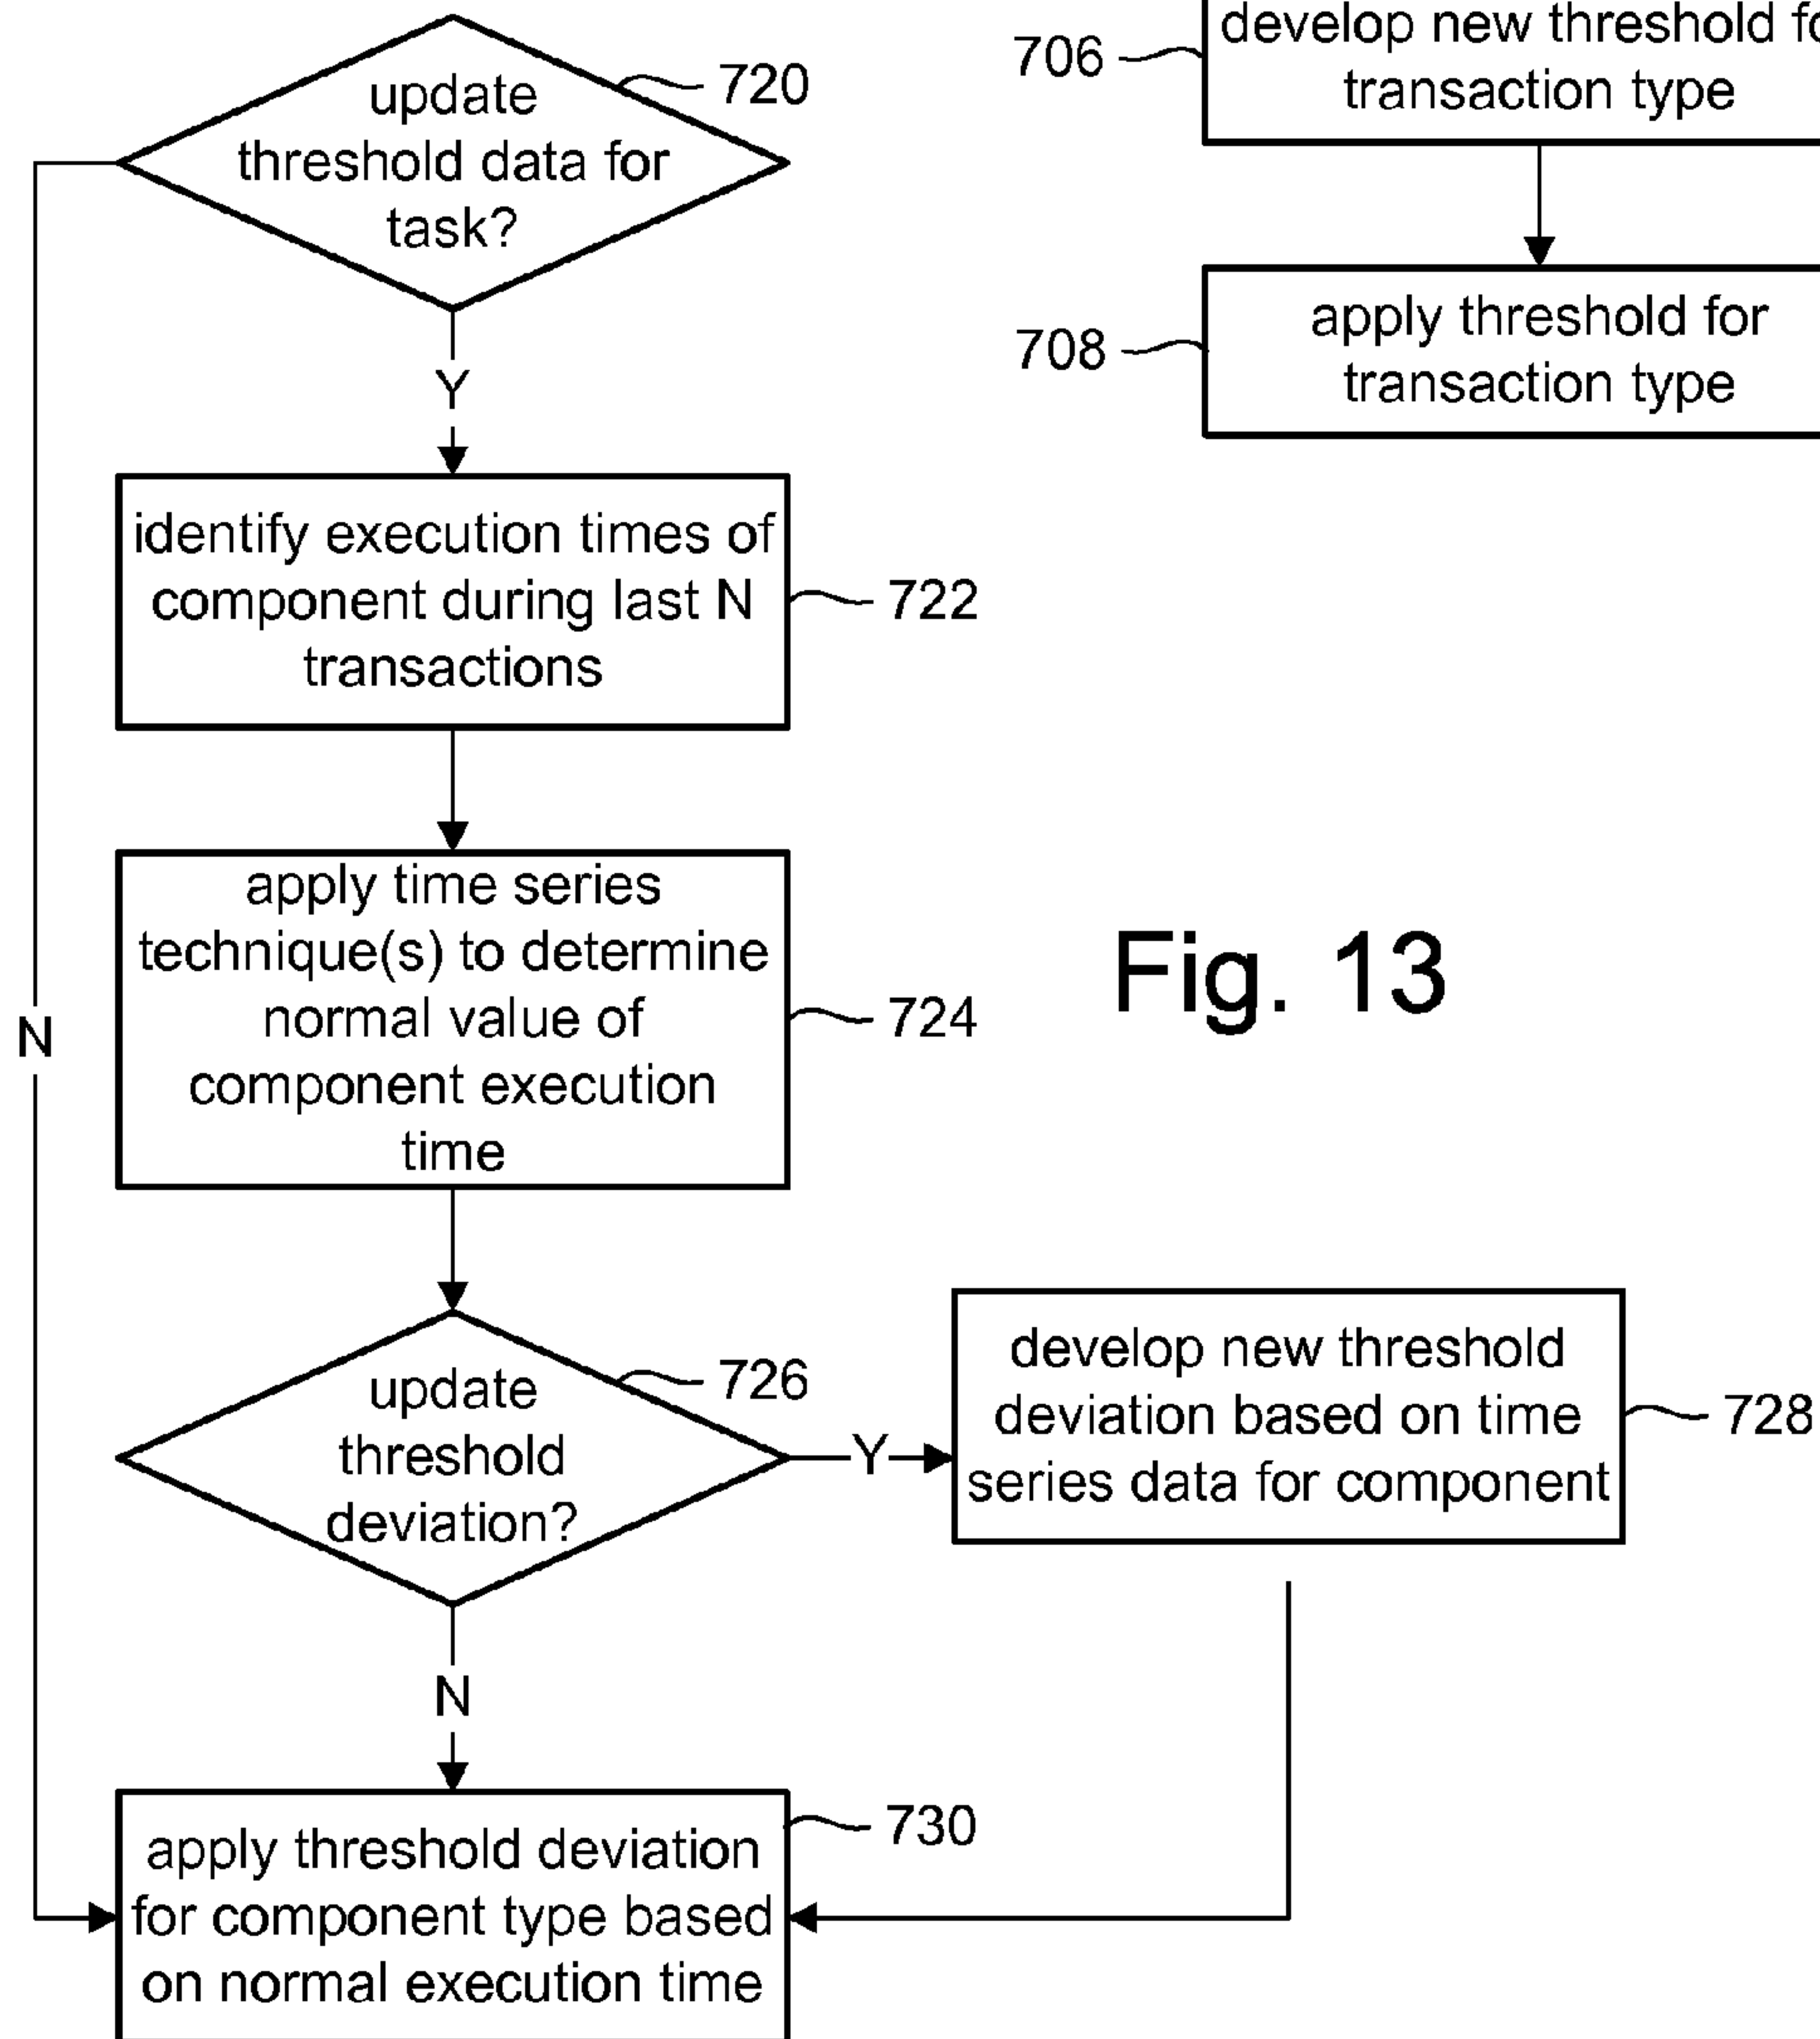 update
threshold data for
task?
720
Y
identify execution times of
component during last N
transactions
722
apply time series
technique(s) to determine
normal value of
component execution
time
724
N
update
threshold
deviation?
726
Y
develop new threshold
deviation based on time
series data for component
728
N
apply threshold deviation
for component type based
on normal execution time
730
706
develop new threshold
transaction type
708
apply threshold for
transaction type
Fig. 13